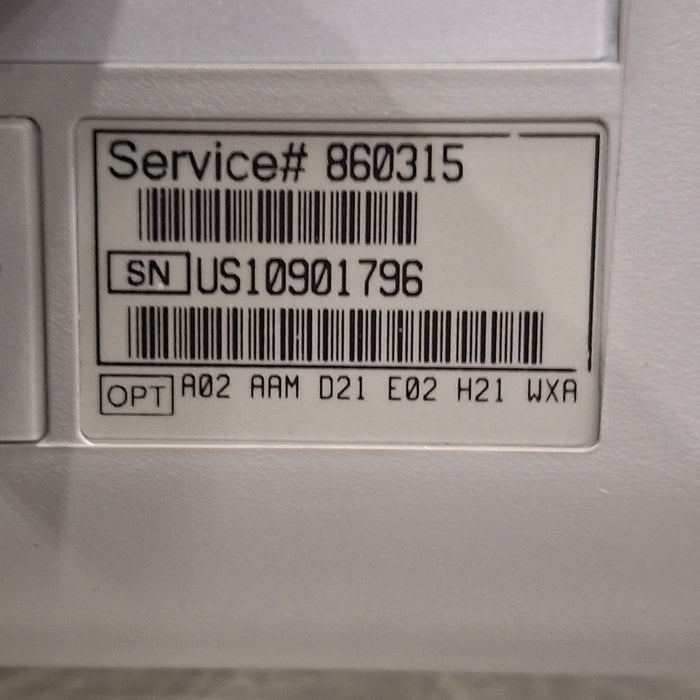 Service# 860315
SN US10901796
OPT A02 AAM D21 E02 H21 WXA